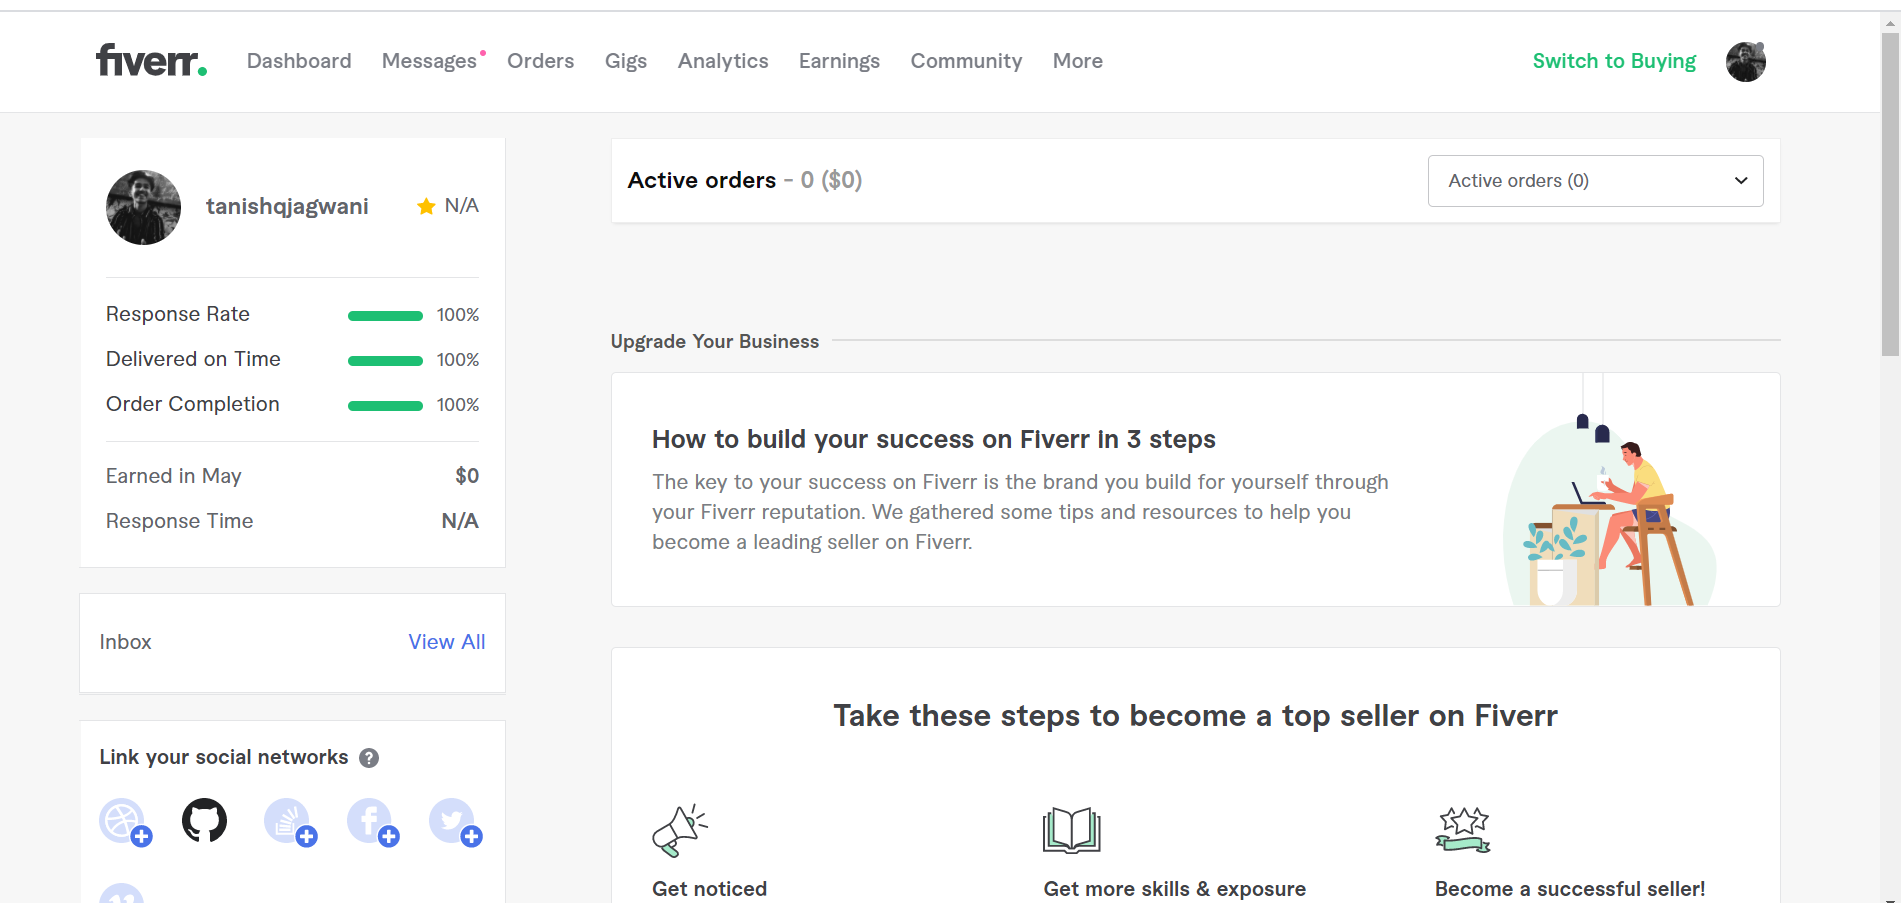 fiverr.
Dashboard Messages Orders Gigs Analytics Earnings Community More
Switch to Buying
tanishqjagwani
N/A
Response Rate 100%
Delivered on Time 100%
Order Completion 100%
Earned in May $0
Response Time N/A
Inbox View All
Link your social networks ?
Active orders - 0 ($0)
Active orders (0)
Upgrade Your Business
How to build your success on Fiverr in 3 steps
The key to your success on Fiverr is the brand you build for yourself through
your Fiverr reputation. We gathered some tips and resources to help you
become a leading seller on Fiverr.
Take these steps to become a top seller on Fiverr
Get noticed
Get more skills & exposure
Become a successful seller!